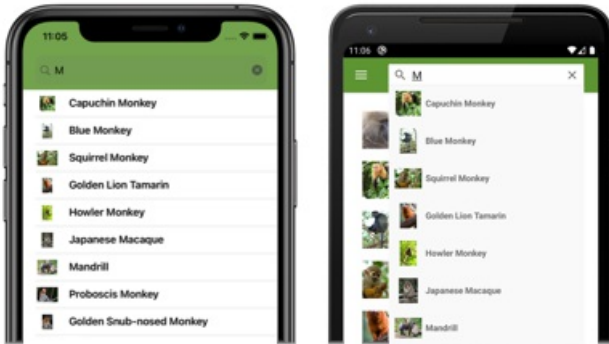 11:05
M
Capuchin Monkey
Blue Monkey
Squirrel Monkey
Golden Lion Tamarin
Howler Monkey
Japanese Macaque
Mandrill
Proboscis Monkey
Golden Snub-nosed Monkey
11:06
M
Capuchin Monkey
Blue Monkey
Squirrel Monkey
Golden Lion Tamarin
Howler Monkey
Japanese Macaque
Mandrill